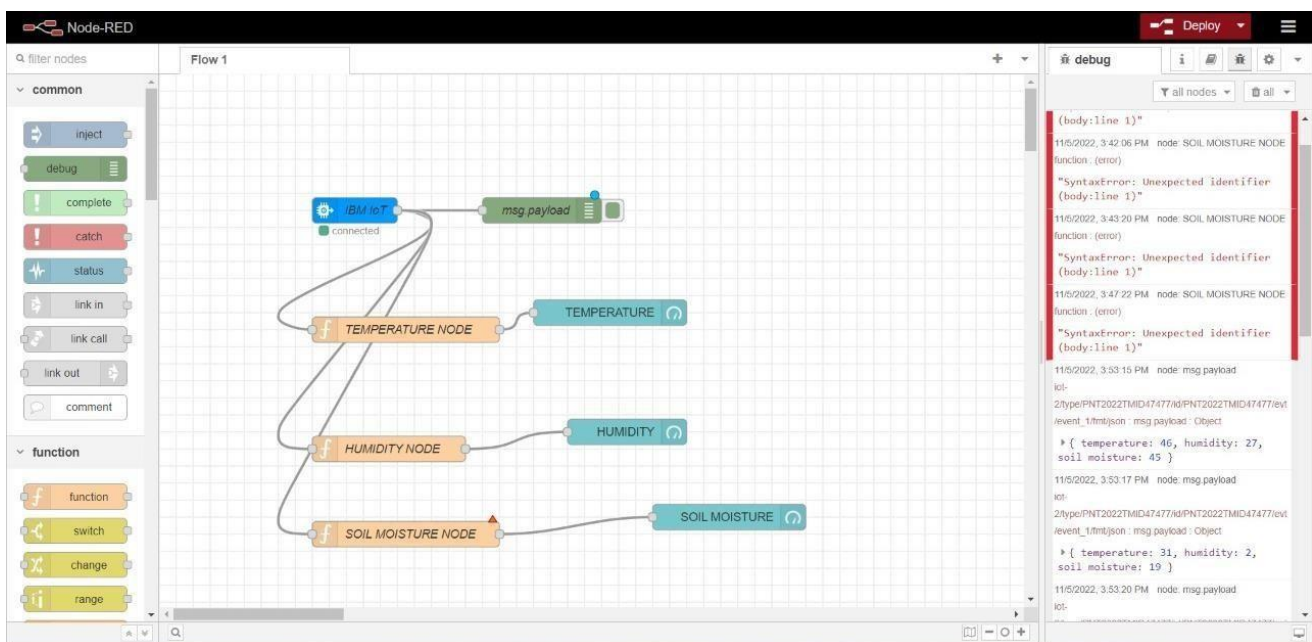 Node-RED
Deploy
filter nodes
Flow 1
debug
i
all nodes
all
common
inject
debug
complete
catch
status
link in
link call
link out
comment
function
function
switch
change
range
IBM IoT
connected
msg.payload
TEMPERATURE NODE
TEMPERATURE
HUMIDITY NODE
HUMIDITY
SOIL MOISTURE NODE
SOIL MOISTURE
(body:line 1)"
11/5/2022, 3:42:06 PM node: SOIL MOISTURE NODE
function : (error)
"SyntaxError: Unexpected identifier
(body:line 1)"
11/5/2022, 3:43:20 PM node: SOIL MOISTURE NODE
function : (error)
"SyntaxError: Unexpected identifier
(body:line 1)"
11/5/2022, 3:47:22 PM node: SOIL MOISTURE NODE
function : (error)
"SyntaxError: Unexpected identifier
(body:line 1)"
11/5/2022, 3:53:15 PM node: msg.payload
iot-
2/type/PNT2022TMID47477/id/PNT2022TMID47477/evt
/event_1/fmt/json : msg.payload : Object
{ temperature: 46, humidity: 27,
soil moisture: 45 }
11/5/2022, 3:53:17 PM node: msg.payload
iot-
2/type/PNT2022TMID47477/id/PNT2022TMID47477/evt
/event_1/fmt/json : msg.payload : Object
{ temperature: 31, humidity: 2,
soil moisture: 19 }
11/5/2022, 3:53:20 PM node: msg.payload
iot-